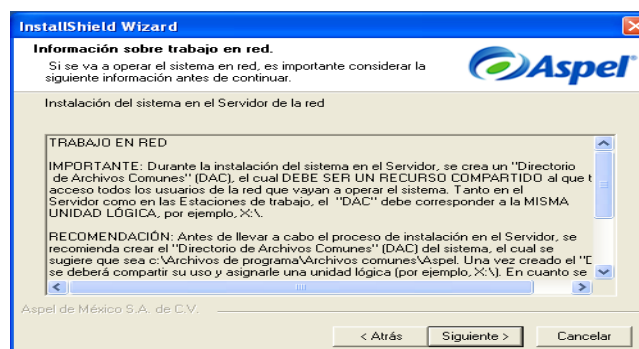 InstallShield Wizard
Información sobre trabajo en red.
Si se va a operar el sistema en red, es importante considerar la
siguiente información antes de continuar.
Aspel
Instalación del sistema en el Servidor de la red
TRABAJO EN RED
IMPORTANTE: Durante la instalación del sistema en el Servidor, se crea un "Directorio
de Archivos Comunes" (DAC), el cual DEBE SER UN RECURSO COMPARTIDO al que t
acceso todos los usuarios de la red que vayan a operar el sistema. Tanto en el
Servidor como en las Estaciones de trabajo, el "DAC" debe corresponder a la MISMA
UNIDAD LÓGICA, por ejemplo, X:\.
RECOMENDACIÓN: Antes de llevar a cabo el proceso de instalación en el Servidor, se
recomienda crear el "Directorio de Archivos Comunes" (DAC) del sistema, el cual se
sugiere que sea c:\Archivos de programa\Archivos comunes\Aspel. Una vez creado el "D
se deberá compartir su uso y asignarle una unidad lógica (por ejemplo, X:\). En cuanto se
Aspel de México S.A. de C.V.
< Atrás
Siguiente >
Cancelar